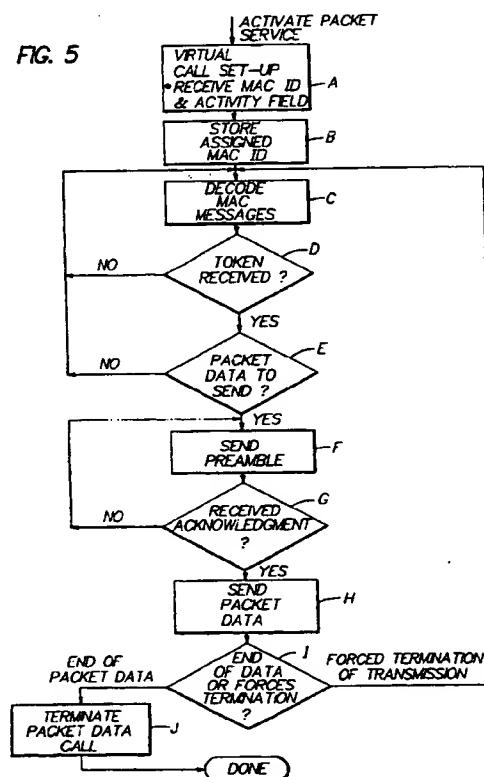 FIG. 5
ACTIVATE PACKET
SERVICE
VIRTUAL
CALL SET-UP
•RECEIVE MAC ID
& ACTIVITY FIELD
A
STORE
ASSIGNED
MAC ID
B
DECODE
MAC
MESSAGES
C
TOKEN
RECEIVED ?
D
NO
YES
PACKET
DATA TO
SEND ?
E
NO
YES
SEND
PREAMBLE
F
RECEIVED
ACKNOWLEDGMENT
?
G
NO
YES
SEND
PACKET
DATA
H
END
OF DATA
OR FORCES
TERMINATION
?
I
END OF
PACKET DATA
FORCED TERMINATION
OF TRANSMISSION
TERMINATE
PACKET DATA
CALL
J
DONE